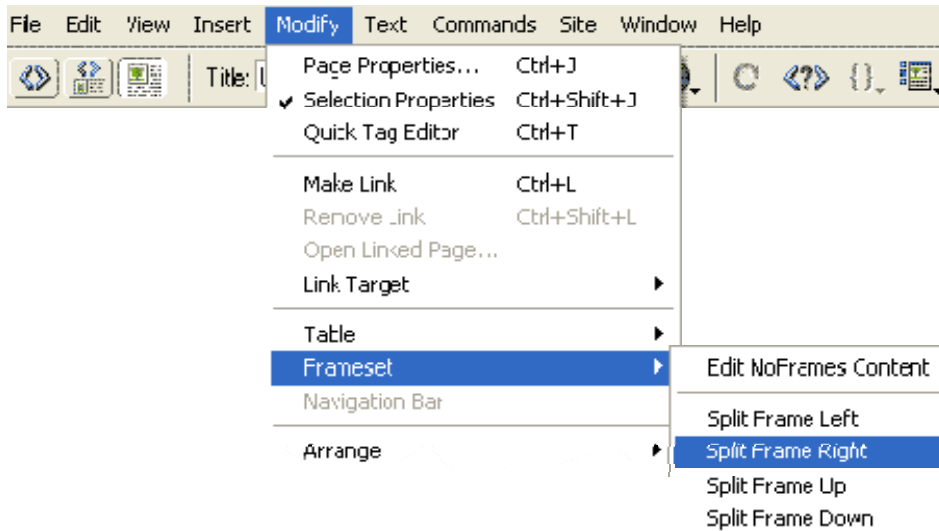 File Edit View Insert Modify Text Commands Site Window Help
Title:
Page Properties... Ctrl+J
Selection Properties Ctrl+Shift+J
Quick Tag Editor Ctrl+T
Make Link Ctrl+L
Remove Link Ctrl+Shift+L
Open Linked Page...
Link Target
Table
Frameset
Edit NoFrames Content
Navigation Bar
Split Frame Left
Arrange
Split Frame Right
Split Frame Up
Split Frame Down